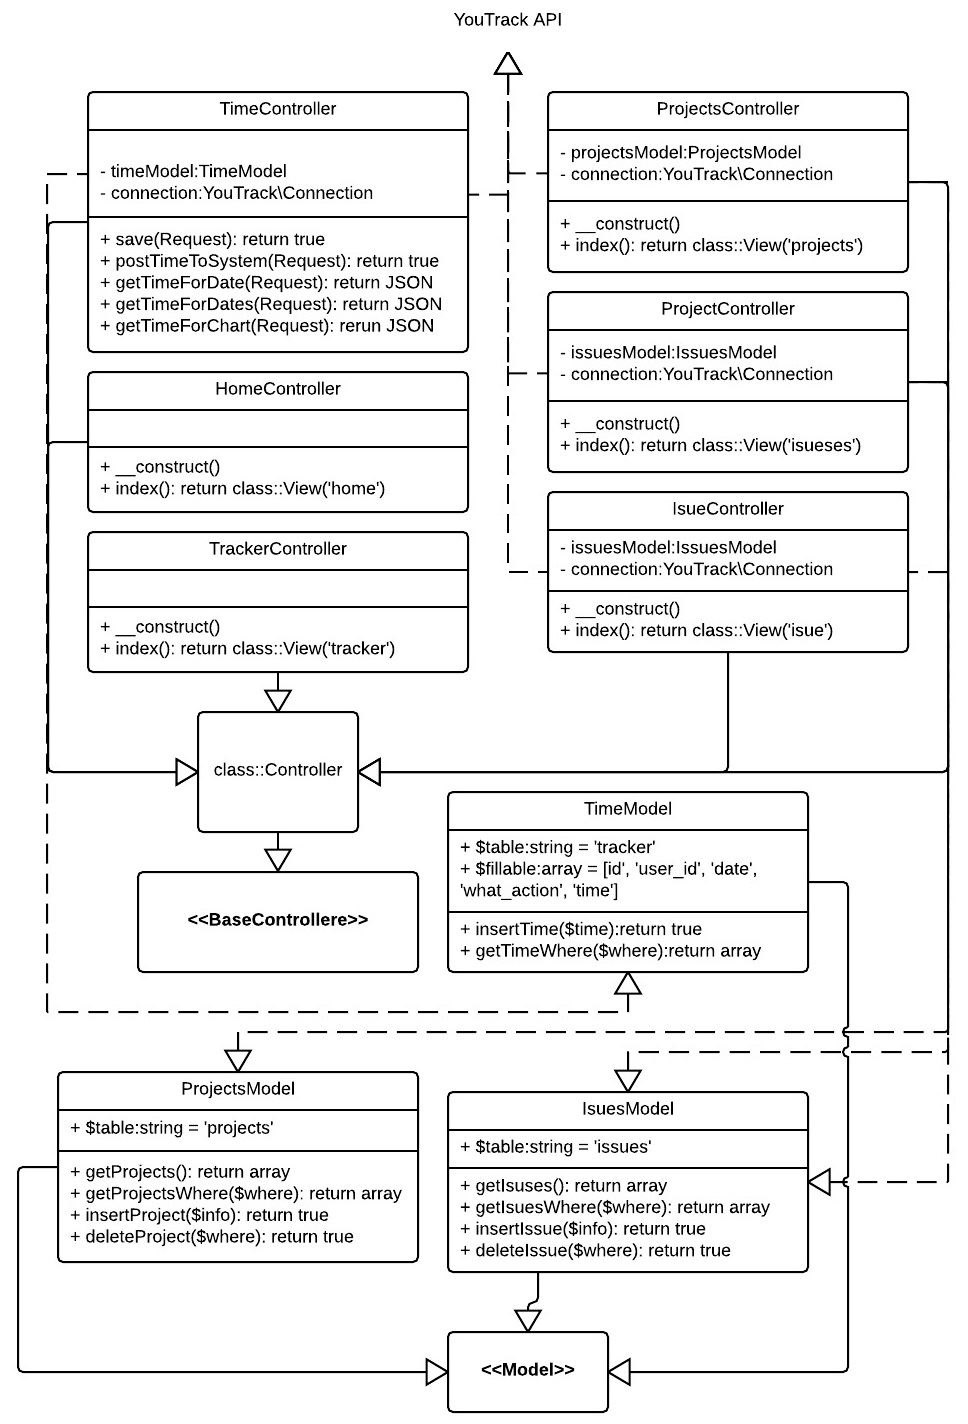 YouTrack API
TimeController
- timeModel:TimeModel
- connection:YouTrack\Connection
+ save(Request): return true
+ postTimeToSystem(Request): return true
+ getTimeForDate(Request): return JSON
+ getTimeForDates(Request): return JSON
+ getTimeForChart(Request): rerun JSON
HomeController
+ __construct()
+ index(): return class::View('home')
TrackerController
+ __construct()
+ index(): return class::View('tracker')
ProjectsController
- projectsModel:ProjectsModel
- connection:YouTrack\Connection
+ __construct()
+ index(): return class::View('projects')
ProjectController
- issuesModel:IssuesModel
- connection:YouTrack\Connection
+ __construct()
+ index(): return class::View('isueses')
IsueController
- issuesModel:IssuesModel
- connection:YouTrack\Connection
+ __construct()
+ index(): return class::View('isue')
class::Controller
<<BaseControllere>>
TimeModel
+ $table:string = 'tracker'
+ $fillable:array = [id', 'user_id', 'date',
'what_action', 'time']
+ insertTime($time):return true
+ getTimeWhere($where):return array
ProjectsModel
+ $table:string = 'projects'
+ getProjects(): return array
+ getProjectsWhere($where): return array
+ insertProject($info): return true
+ deleteProject($where): return true
IsuesModel
+ $table:string = 'issues'
+ getIsuses(): return array
+ getIsuesWhere($where): return array
+ insertIssue($info): return true
+ deleteIssue($where): return true
<<Model>>